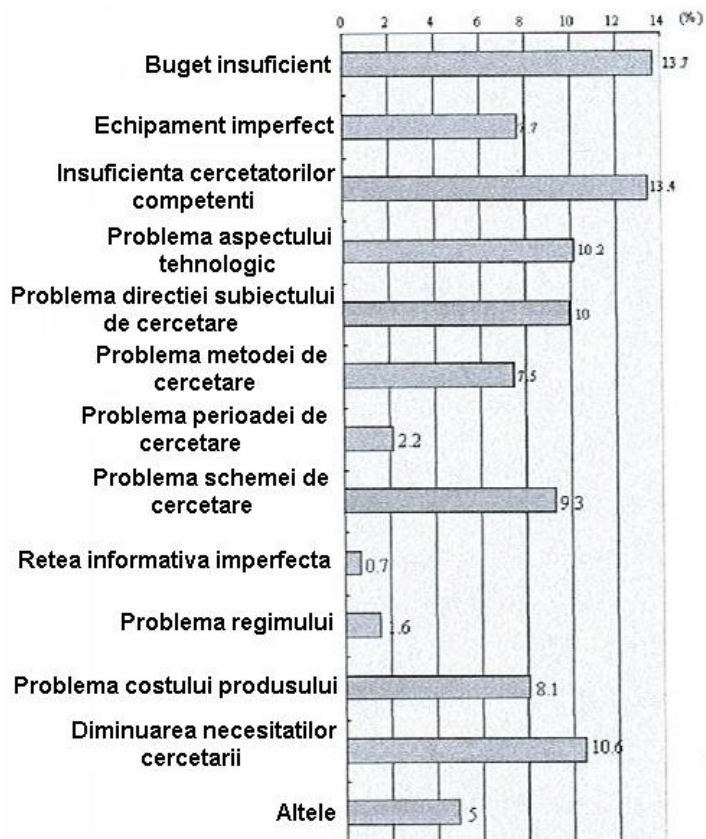 0 2 4 6 8 10 12 14 (%)
Buget insuficient
13.7
Echipament imperfect
7.7
Insuficienta cercetatorilor
competenti
13.4
Problema aspectului
tehnologic
10.2
Problema directiei subiectului
de cercetare
10
Problema metodei de
cercetare
7.5
Problema perioadei de
cercetare
2.2
Problema schemei de
cercetare
9.3
Retea informativa imperfecta
0.7
Problema regimului
1.6
Problema costului produsului
8.1
Diminuarea necesitatilor
cercetarii
10.6
Altele
5